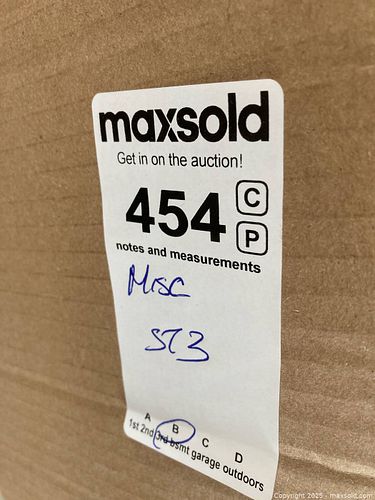 maxsold
Get in on the auction!
454 C
P
notes and measurements
Misc
ST3
A B C D
1st 2nd 3rd bsmt garage outdoors
Copyright 2025 - maxsold.com